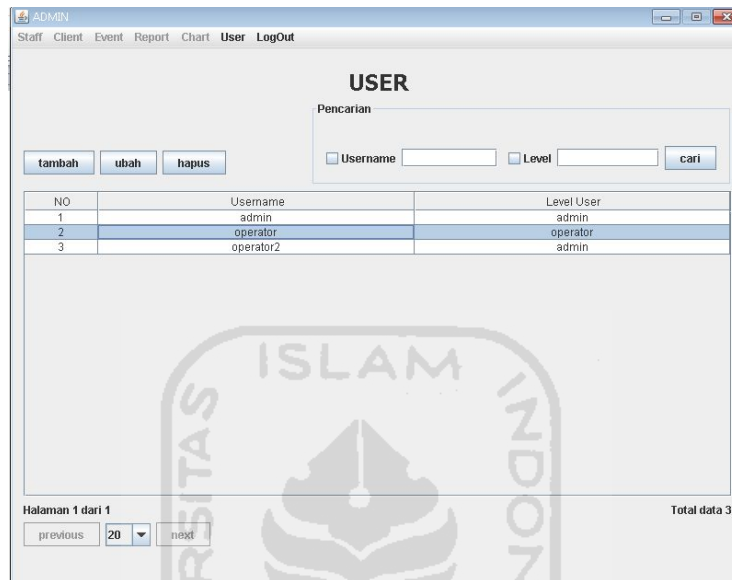 ADMIN
Staff Client Event Report Chart User LogOut
USER
Pencarian
tambah ubah hapus Username Level cari
NO Username Level User
1 admin admin
2 operator operator
3 operator2 admin
ISLAM
Halaman 1 dari 1 Total data 3
previous 20 next